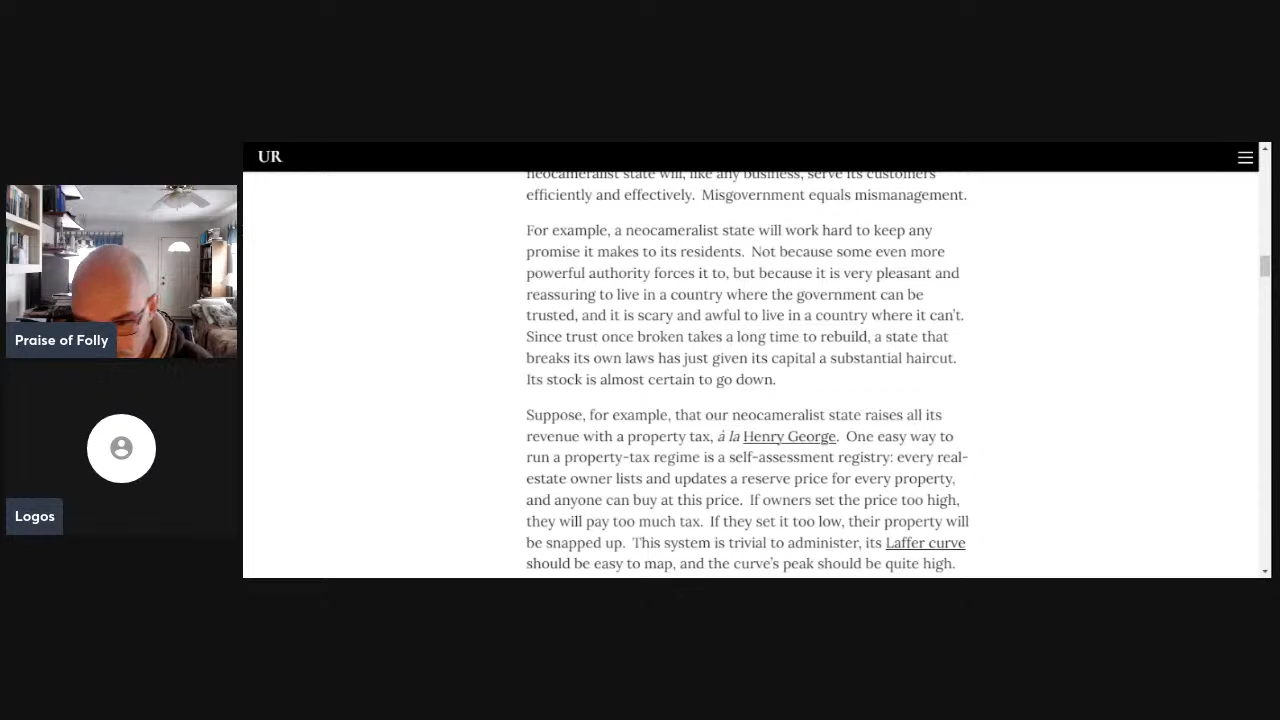 UR
neocameralist state will, like any business, serve its customers
efficiently and effectively.  Misgovernment equals mismanagement.
For example, a neocameralist state will work hard to keep any
promise it makes to its residents.  Not because some even more
powerful authority forces it to, but because it is very pleasant and
reassuring to live in a country where the government can be
trusted, and it is scary and awful to live in a country where it can't.
Since trust once broken takes a long time to rebuild, a state that
breaks its own laws has just given its capital a substantial haircut.
Its stock is almost certain to go down.
Suppose, for example, that our neocameralist state raises all its
revenue with a property tax, à la Henry George.  One easy way to
run a property-tax regime is a self-assessment registry: every real-
estate owner lists and updates a reserve price for every property,
and anyone can buy at this price.  If owners set the price too high,
they will pay too much tax.  If they set it too low, their property will
be snapped up.  This system is trivial to administer, its Laffer curve
should be easy to map, and the curve's peak should be quite high.
Praise of Folly
Logos